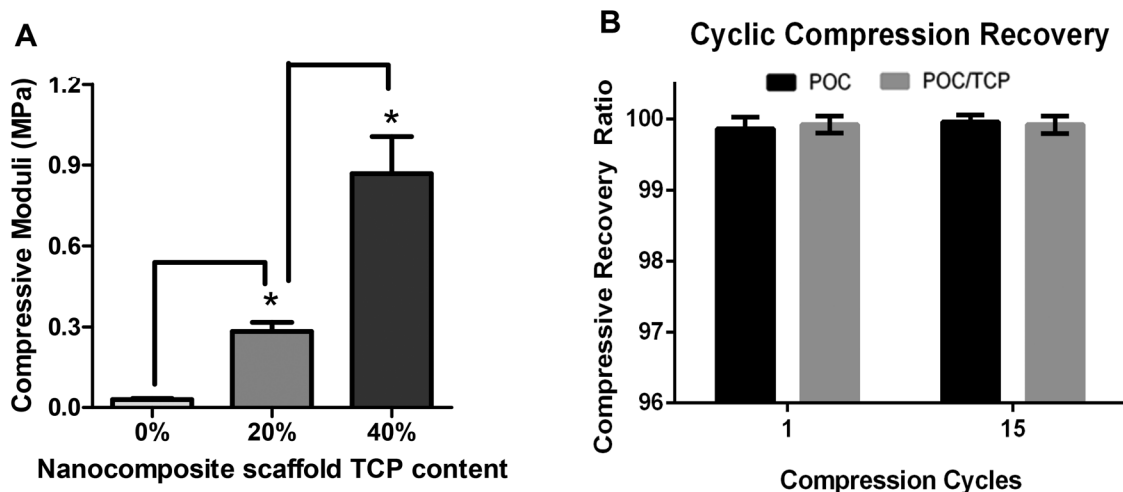 A
Compressive Moduli (MPa)
1.2
0.9
0.6
0.3
0.0
*
*
0%
20%
40%
Nanocomposite scaffold TCP content
B
Cyclic Compression Recovery
POC
POC/TCP
Compressive Recovery Ratio
100
99
98
97
96
1
15
Compression Cycles